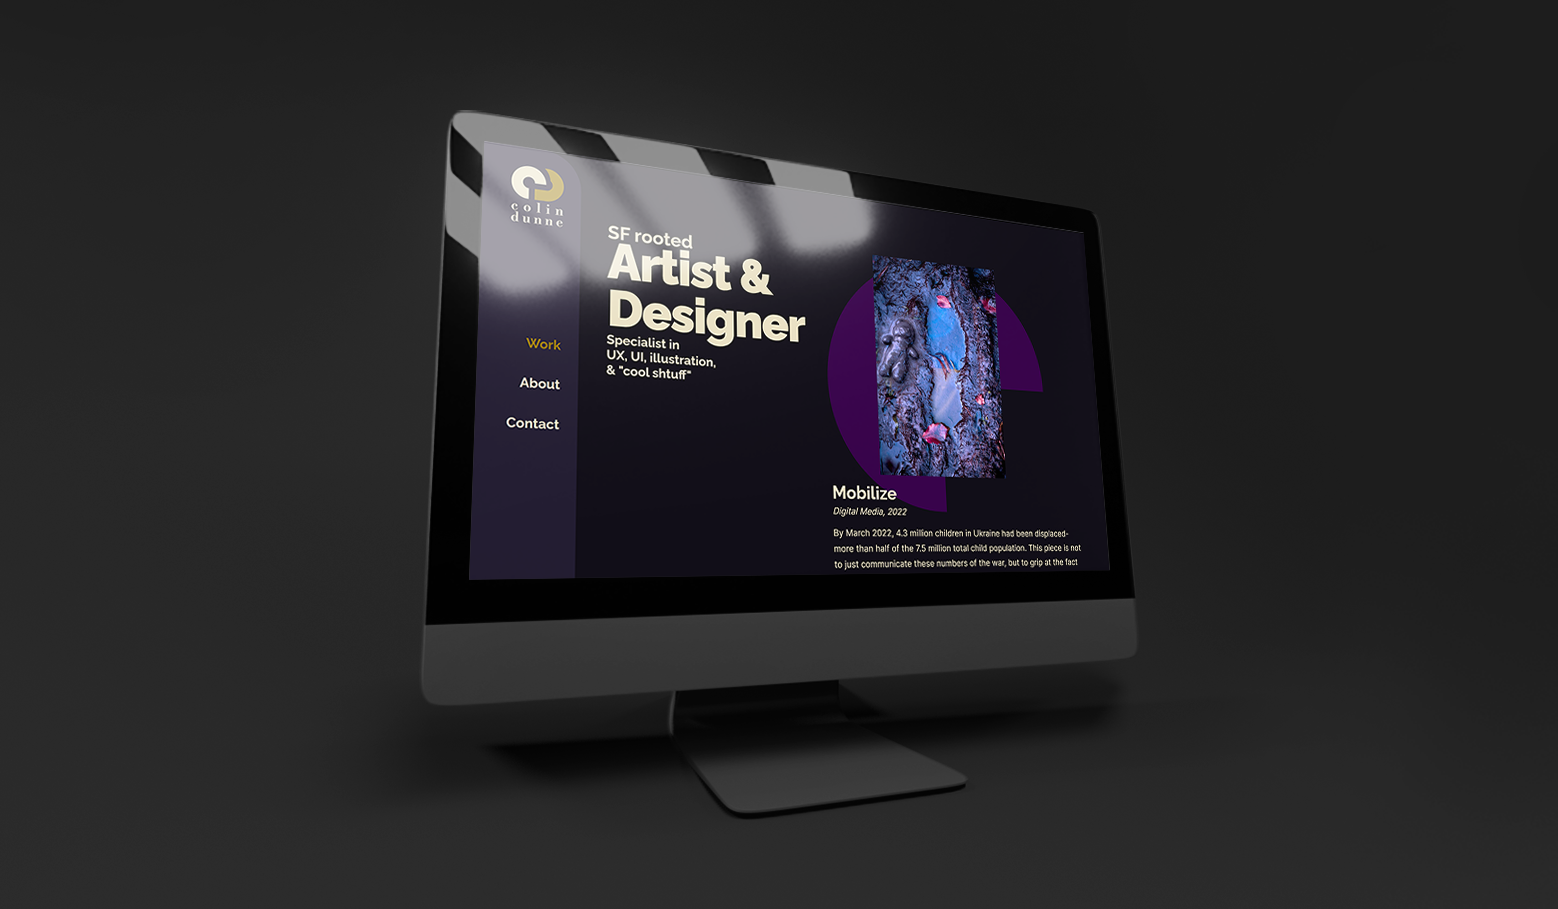 colin
dunne
Work
About
Contact
SF rooted
Artist &
Designer
Specialist in
UX, UI, illustration,
& "cool shtuff"
Mobilize
Digital Media, 2022
By March 2022, 4.3 million children in Ukraine had been displaced-
more than half of the 7.5 million total child population. This piece is not
to just communicate these numbers of the war, but to grip at the fact